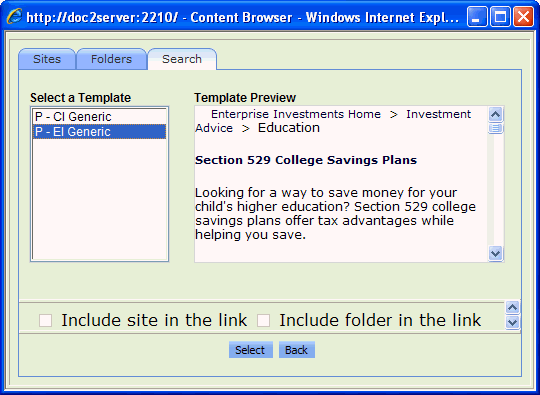 http://doc2server:2210/ - Content Browser - Windows Internet Expl...
Sites Folders Search
Select a Template
P - CI Generic
P - EI Generic
Template Preview
Enterprise Investments Home > Investment
Advice > Education
Section 529 College Savings Plans
Looking for a way to save money for your
child's higher education? Section 529 college
savings plans offer tax advantages while
helping you save.
Include site in the link Include folder in the link
Select Back